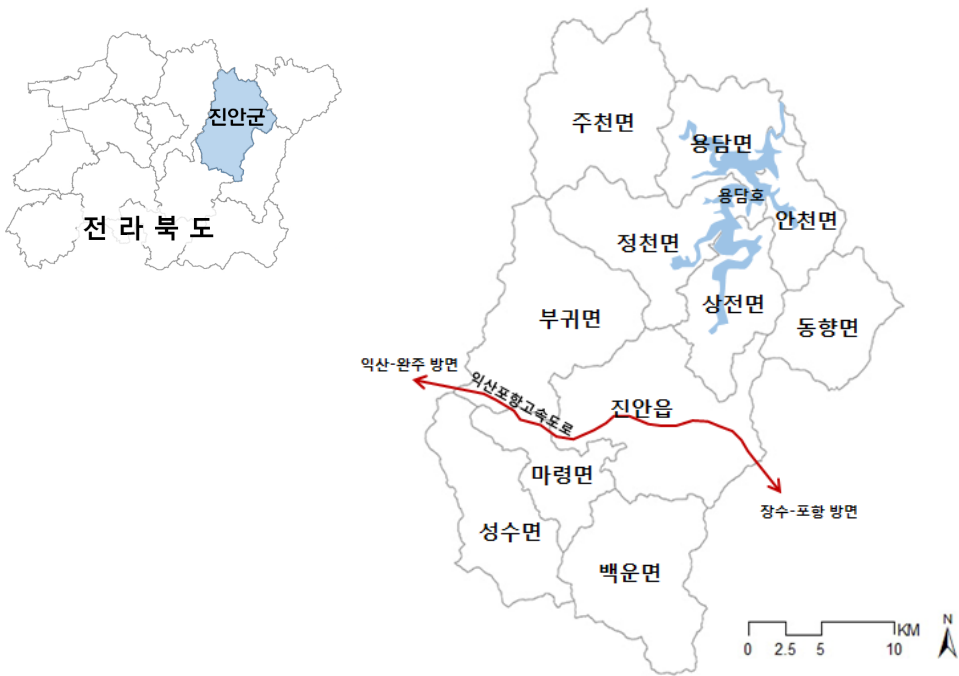 진안군
전 라 북 도
주천면
용담면
용담호
안천면
정천면
상전면
부귀면
동향면
익산-완주 방면
익산포항고속도로
진안읍
마령면
장수-포항 방면
성수면
백운면
KM
0 2.5 5 10
N